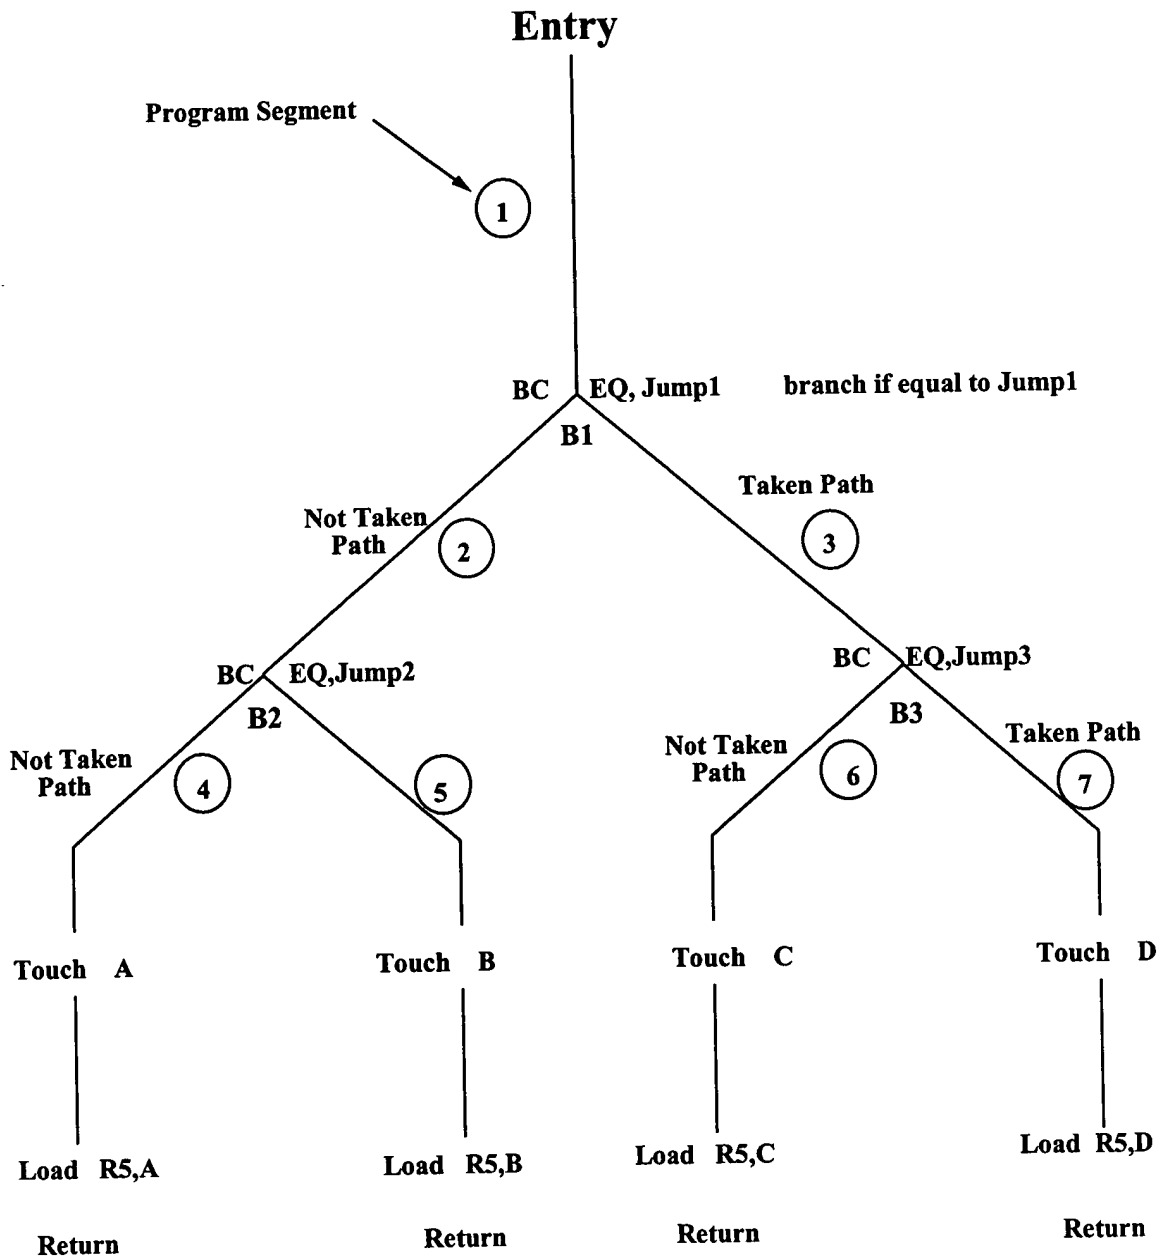 Entry
Program Segment
1
BC EQ, Jump1 branch if equal to Jump1
B1
Taken Path
Not Taken
Path
2
3
BC EQ,Jump2
B2
BC EQ,Jump3
B3
Not Taken
Path
4
5
Not Taken
Path
6
Taken Path
7
Touch A
Touch B
Touch C
Touch D
Load R5,A
Load R5,B
Load R5,C
Load R5,D
Return
Return
Return
Return